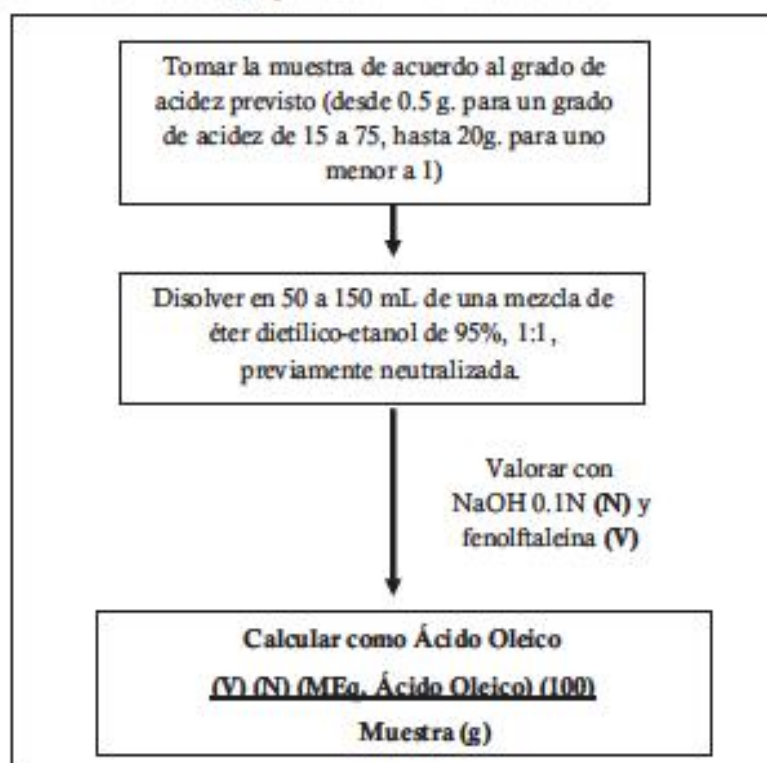 Tomar la muestra de acuerdo al grado de
acidez previsto (desde 0.5 g. para un grado
de acidez de 15 a 75, hasta 20g. para uno
menor a 1)
Disolver en 50 a 150 mL de una mezcla de
éter dietílico-etanol de 95%, 1:1,
previamente neutralizada.
Valorar con
NaOH 0.1N (N) y
fenolftaleína (V)
Calcular como Ácido Oleico
(V) (N) (MEq. Ácido Oleico) (100)
Muestra (g)